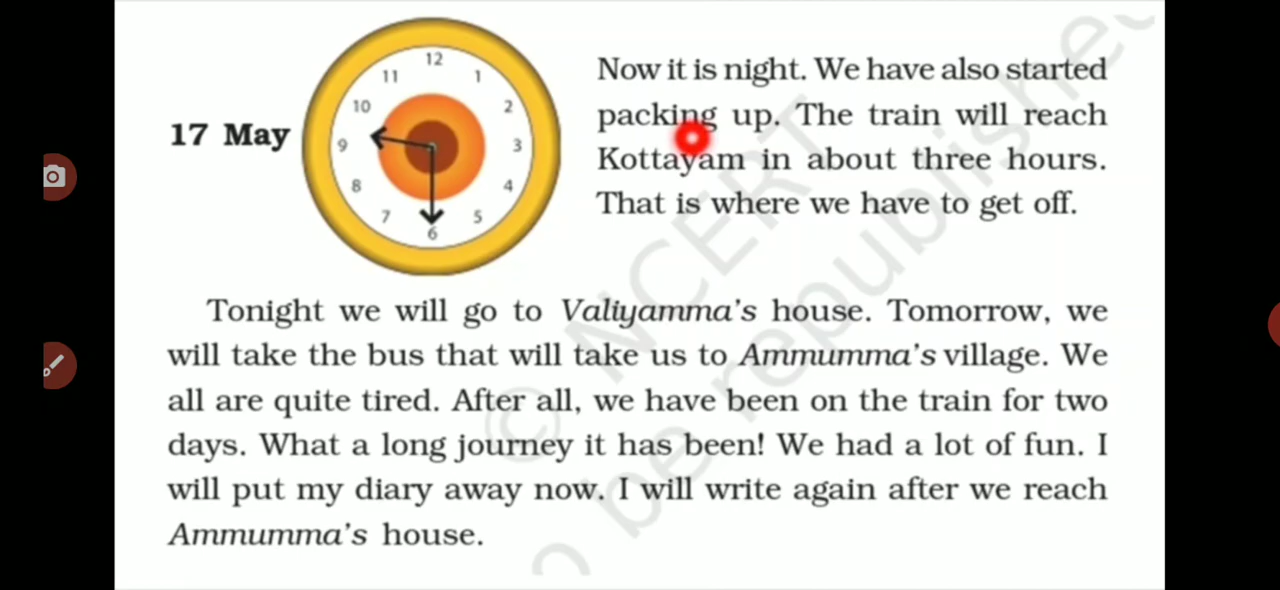 12
11 1
10 2
9 3
8 4
7 5
6
17 May
Now it is night. We have also started
packing up. The train will reach
Kottayam in about three hours.
That is where we have to get off.
Tonight we will go to Valiyamma's house. Tomorrow, we
will take the bus that will take us to Ammumma's village. We
all are quite tired. After all, we have been on the train for two
days. What a long journey it has been! We had a lot of fun. I
will put my diary away now. I will write again after we reach
Ammumma's house.
© NCERT
be republished